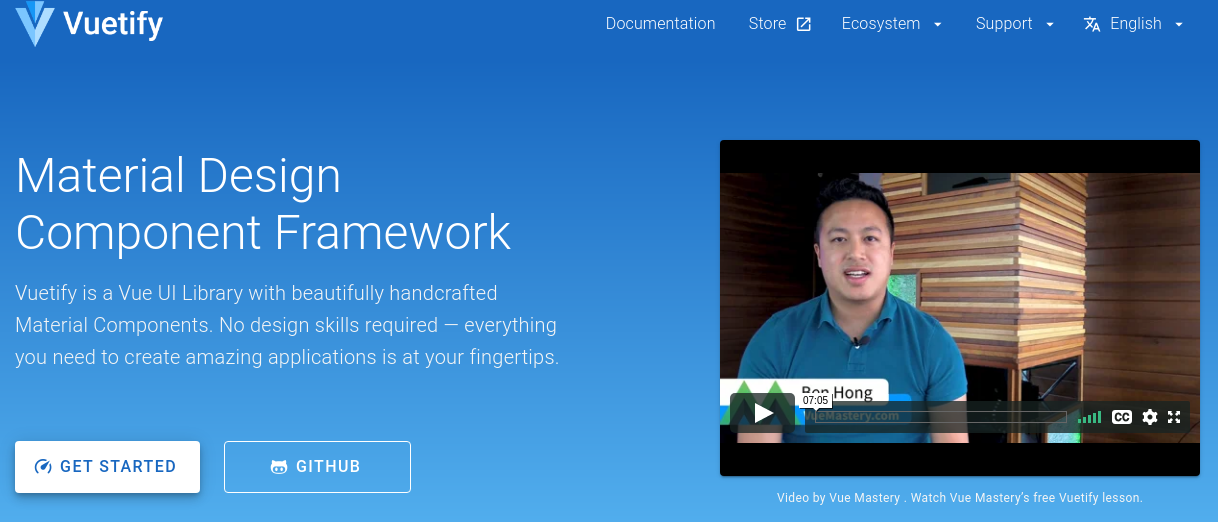 Vuetify
Documentation
Store
Ecosystem
Support
English
Material Design
Component Framework
Vuetify is a Vue UI Library with beautifully handcrafted
Material Components. No design skills required — everything
you need to create amazing applications is at your fingertips.
Ben Hong
07:05
VueMastery.com
CC
GET STARTED
GITHUB
Video by Vue Mastery . Watch Vue Mastery's free Vuetify lesson.